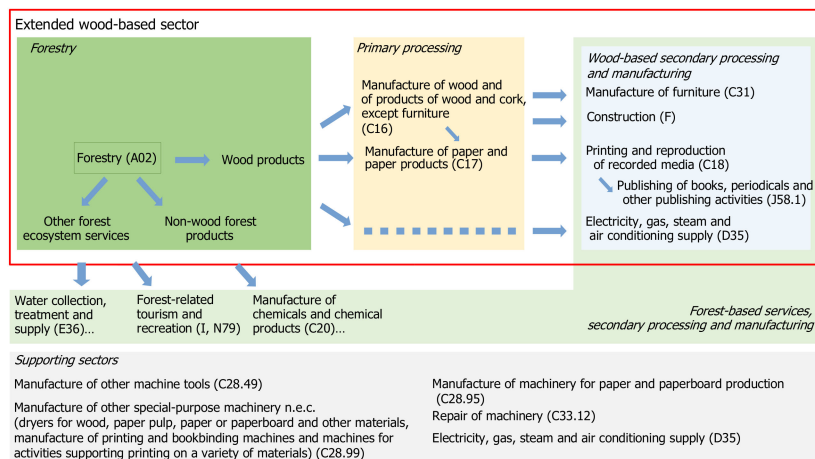 Extended wood-based sector
Forestry
Forestry (A02)
Wood products
Other forest
ecosystem services
Non-wood forest
products
Primary processing
Manufacture of wood and
of products of wood and cork,
except furniture
(C16)
Manufacture of paper and
paper products (C17)
Wood-based secondary processing
and manufacturing
Manufacture of furniture (C31)
Construction (F)
Printing and reproduction
of recorded media (C18)
Publishing of books, periodicals and
other publishing activities (J58.1)
Electricity, gas, steam and
air conditioning supply (D35)
Water collection,
treatment and
supply (E36)...
Forest-related
tourism and
recreation (I, N79)
Manufacture of
chemicals and chemical
products (C20)...
Forest-based services,
secondary processing and manufacturing
Supporting sectors
Manufacture of other machine tools (C28.49)
Manufacture of other special-purpose machinery n.e.c.
(dryers for wood, paper pulp, paper or paperboard and other materials,
manufacture of printing and bookbinding machines and machines for
activities supporting printing on a variety of materials) (C28.99)
Manufacture of machinery for paper and paperboard production
(C28.95)
Repair of machinery (C33.12)
Electricity, gas, steam and air conditioning supply (D35)